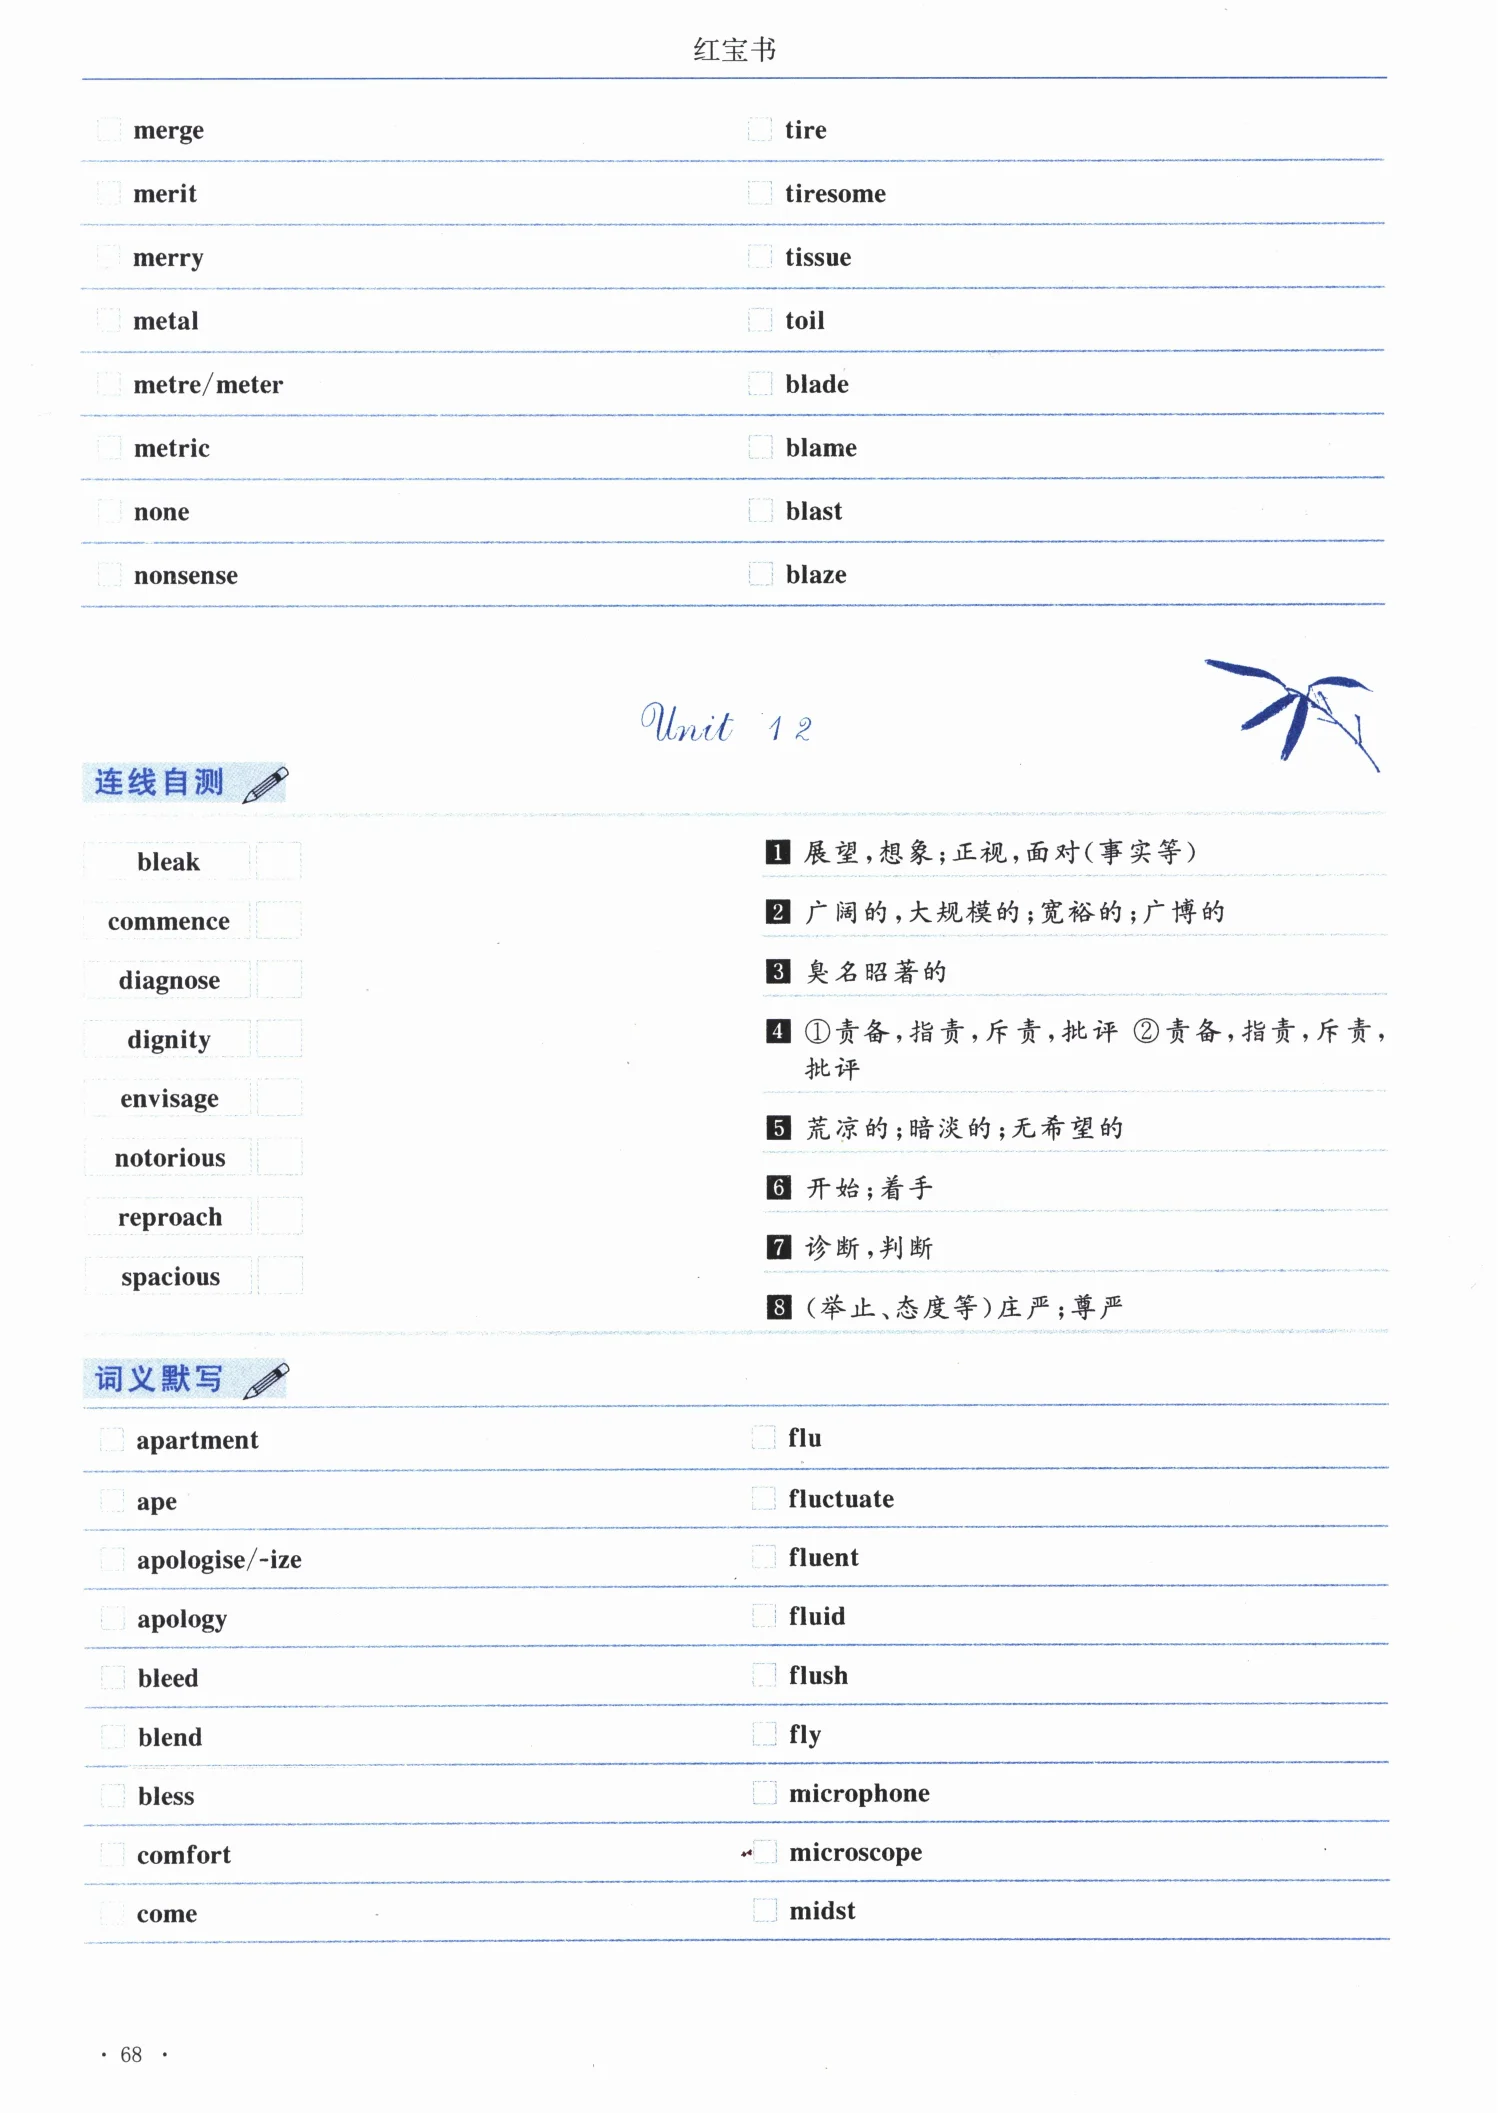 红宝书
merge
tire
merit
tiresome
merry
tissue
metal
toil
metre/meter
blade
metric
blame
none
blast
nonsense
blaze
Unit 12
连线自测
bleak
commence
diagnose
dignity
envisage
notorious
reproach
spacious
1 展望,想象;正视,面对(事实等)
2 广阔的,大规模的;宽裕的;广博的
3 臭名昭著的
4 ①责备,指责,斥责,批评 ②责备,指责,斥责,
批评
5 荒凉的;暗淡的;无希望的
6 开始;着手
7 诊断,判断
8 (举止、态度等)庄严;尊严
词义默写
apartment
flu
ape
fluctuate
apologise/-ize
fluent
apology
fluid
bleed
flush
blend
fly
bless
microphone
comfort
microscope
come
midst
· 68 ·